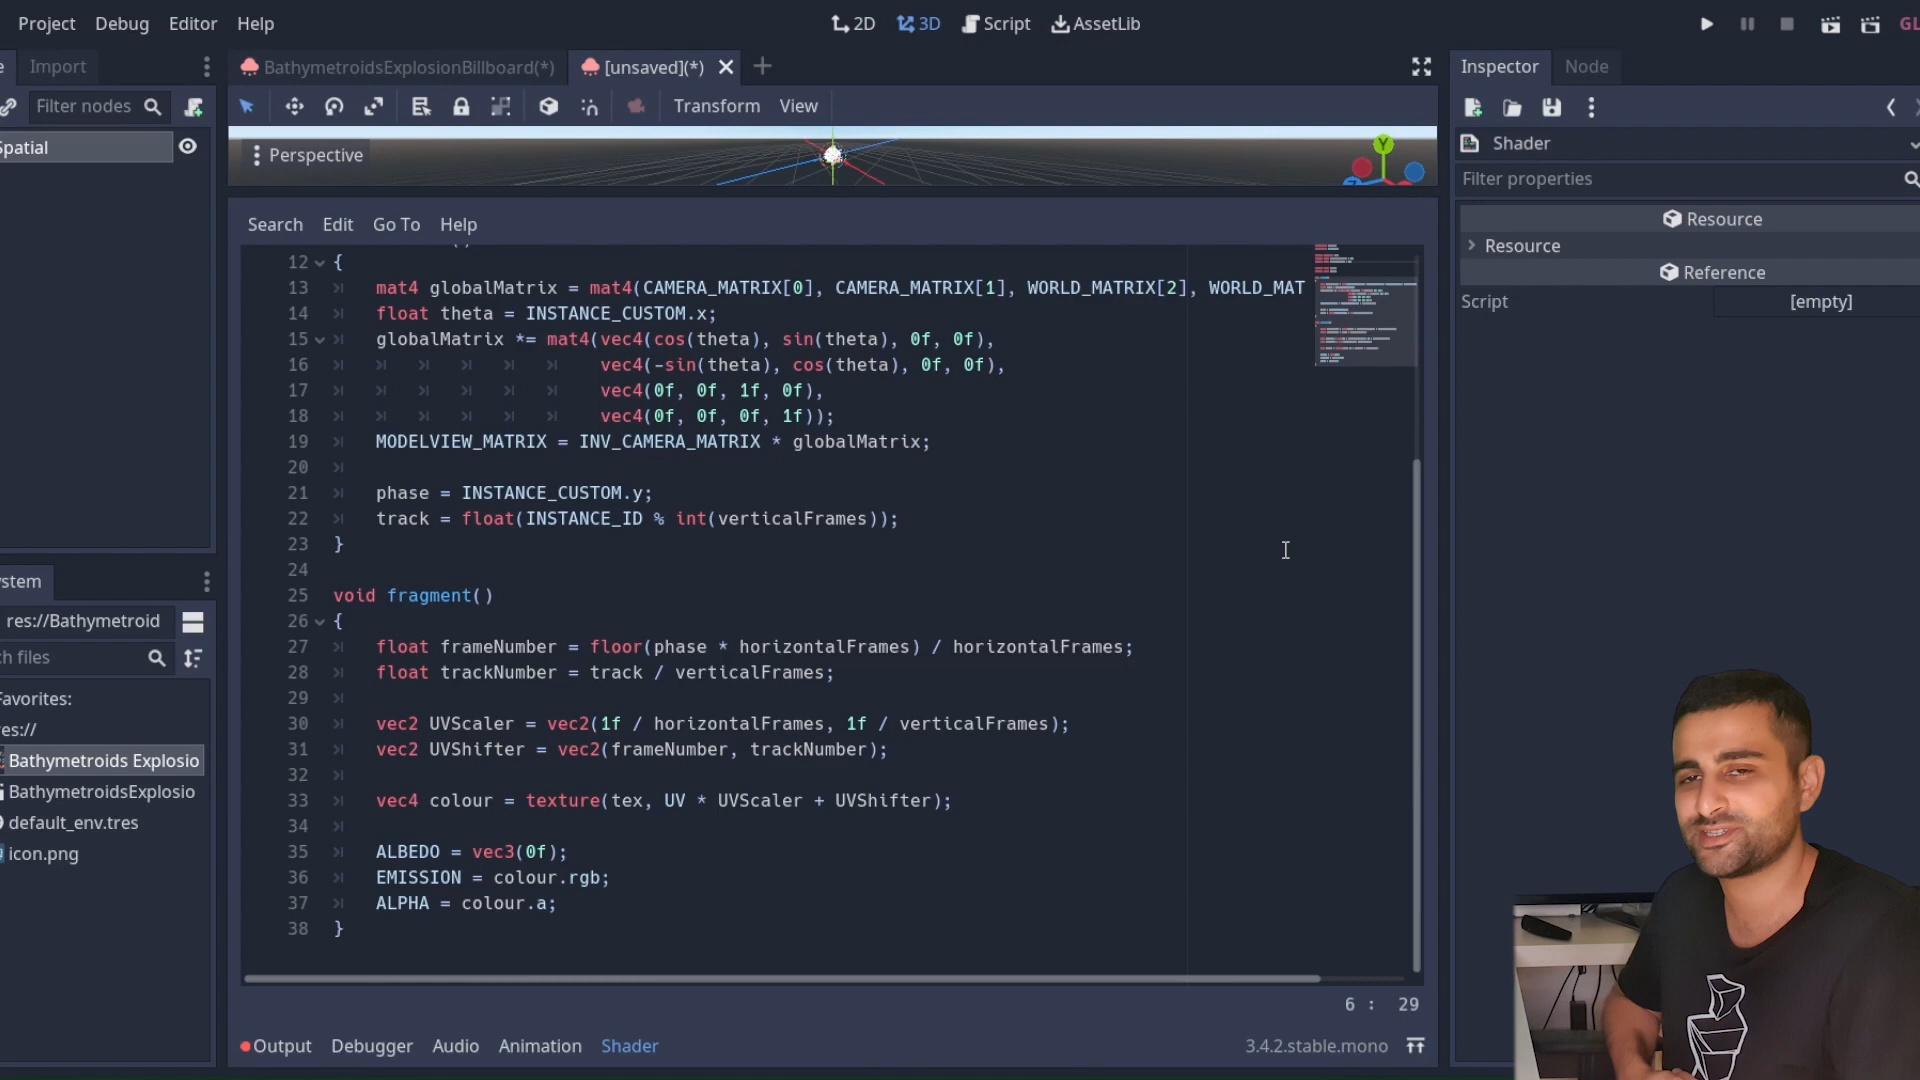 Project Debug Editor Help
2D 3D Script AssetLib
GL
Import
BathymetroidsExplosionBillboard(*) [unsaved](*)
Inspector Node
Filter nodes
Transform View
Spatial
Perspective
Y
Shader
Filter properties
Resource
Resource
Reference
Script [empty]
Search Edit Go To Help
12 {
13 mat4 globalMatrix = mat4(CAMERA_MATRIX[0], CAMERA_MATRIX[1], WORLD_MATRIX[2], WORLD_MAT
14 float theta = INSTANCE_CUSTOM.x;
15 globalMatrix *= mat4(vec4(cos(theta), sin(theta), 0f, 0f),
16 vec4(-sin(theta), cos(theta), 0f, 0f),
17 vec4(0f, 0f, 1f, 0f),
18 vec4(0f, 0f, 0f, 1f));
19 MODELVIEW_MATRIX = INV_CAMERA_MATRIX * globalMatrix;
20
21 phase = INSTANCE_CUSTOM.y;
22 track = float(INSTANCE_ID % int(verticalFrames));
23 }
24
25 void fragment()
26 {
27 float frameNumber = floor(phase * horizontalFrames) / horizontalFrames;
28 float trackNumber = track / verticalFrames;
29
30 vec2 UVScaler = vec2(1f / horizontalFrames, 1f / verticalFrames);
31 vec2 UVShifter = vec2(frameNumber, trackNumber);
32
33 vec4 colour = texture(tex, UV * UVScaler + UVShifter);
34
35 ALBEDO = vec3(0f);
36 EMISSION = colour.rgb;
37 ALPHA = colour.a;
38 }
6 : 29
stem
res://Bathymetroid
ch files
Favorites:
res://
Bathymetroids Explosio
BathymetroidsExplosio
default_env.tres
icon.png
Output Debugger Audio Animation Shader
3.4.2.stable.mono